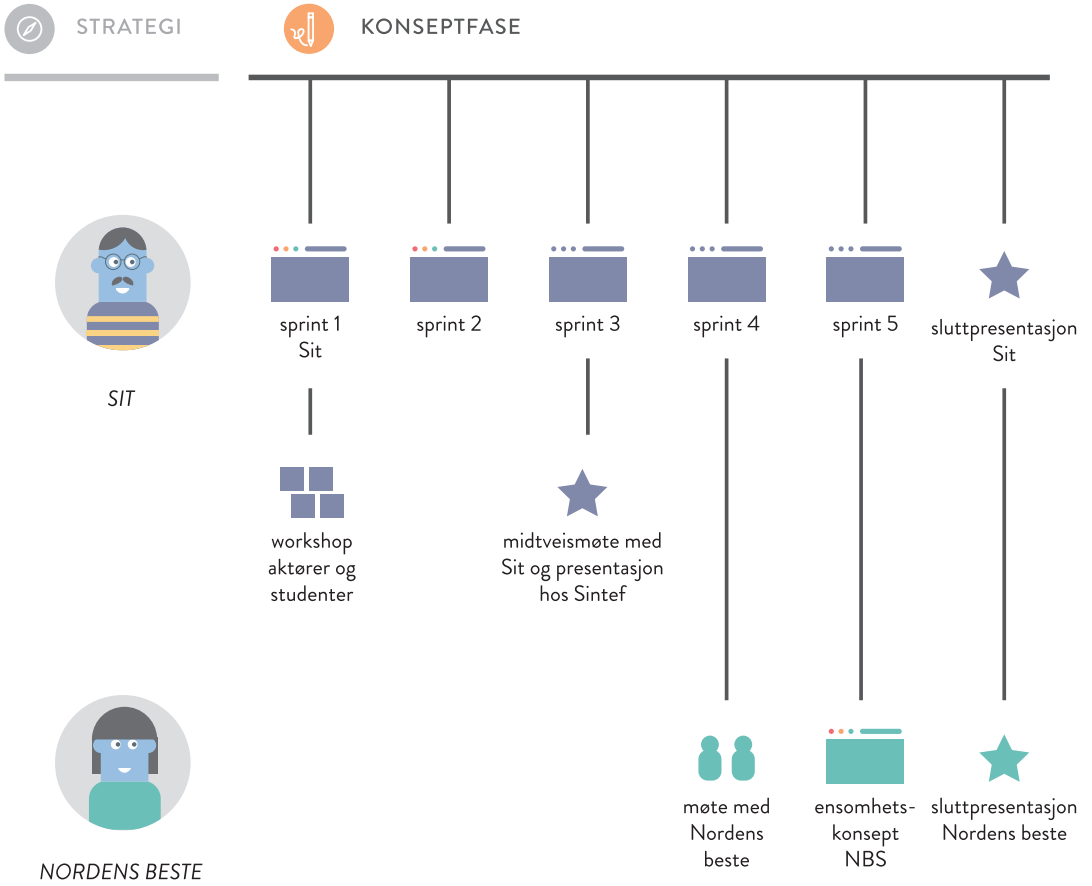 STRATEGI
KONSEPTFASE
sprint 1
Sit
sprint 2
sprint 3
sprint 4
sprint 5
sluttpresentasjon
Sit
SIT
workshop
aktører og
studenter
midtveismøte med
Sit og presentasjon
hos Sintef
møte med
Nordens
beste
ensomhets-
konsept
NBS
sluttpresentasjon
Nordens beste
NORDENS BESTE